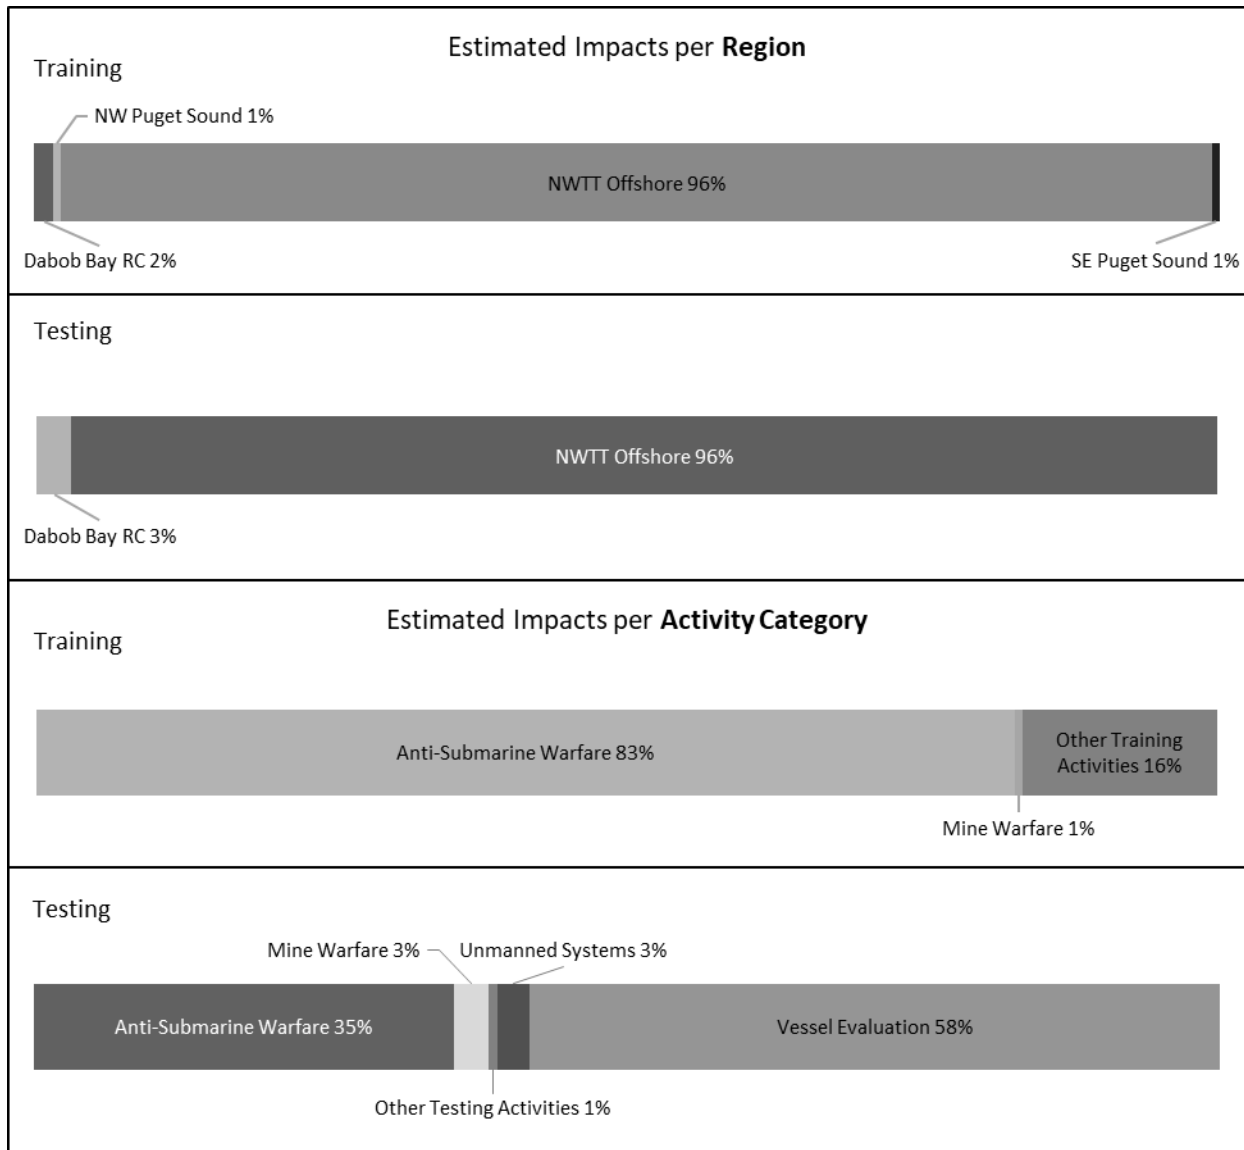 Estimated Impacts per Region
Training
NW Puget Sound 1%
NWTT Offshore 96%
Dabob Bay RC 2%
SE Puget Sound 1%
Testing
NWTT Offshore 96%
Dabob Bay RC 3%
Estimated Impacts per Activity Category
Training
Anti-Submarine Warfare 83%
Other Training
Activities 16%
Mine Warfare 1%
Testing
Mine Warfare 3%
Unmanned Systems 3%
Anti-Submarine Warfare 35%
Vessel Evaluation 58%
Other Testing Activities 1%